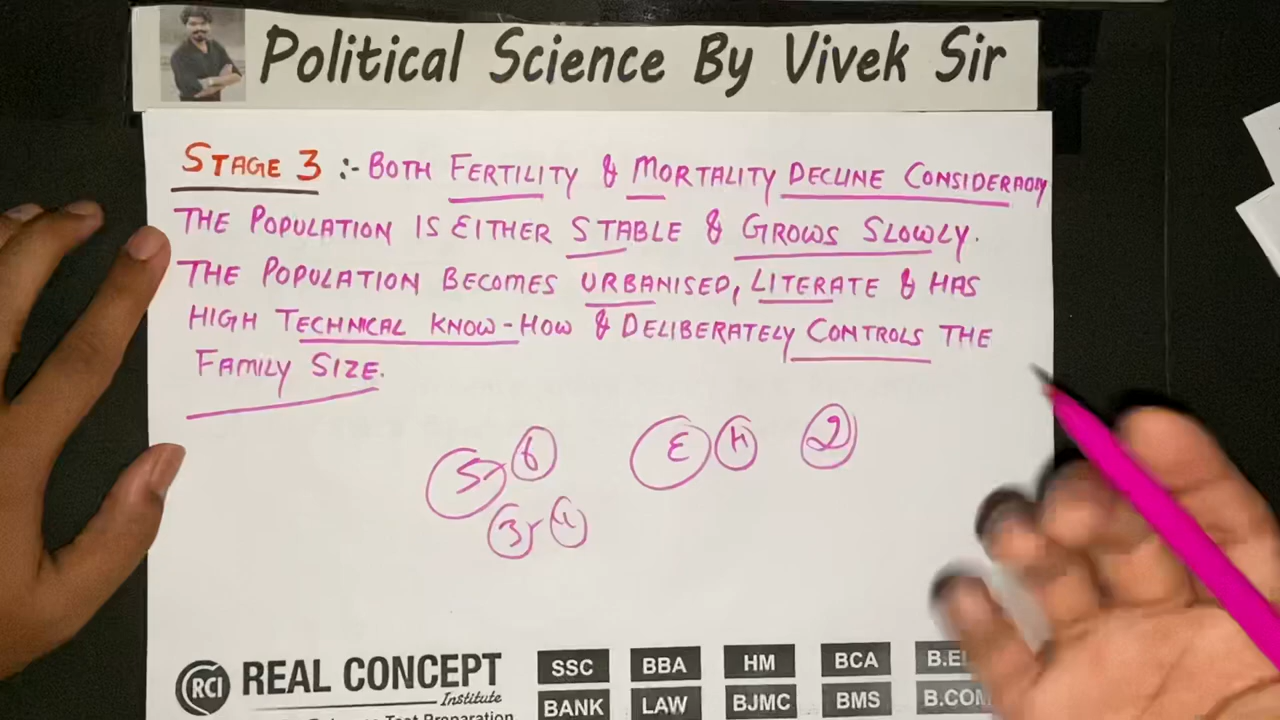 Political Science By Vivek Sir
STAGE 3 :- BOTH FERTILITY & MORTALITY DECLINE CONSIDERABLY
THE POPULATION IS EITHER STABLE & GROWS SLOWLY.
THE POPULATION BECOMES URBANISED, LITERATE & HAS
HIGH TECHNICAL KNOW-HOW & DELIBERATELY CONTROLS THE
FAMILY SIZE.
5, 6 E H 2
3, 4
RCI REAL CONCEPT
Institute
SSC BBA HM BCA
BANK LAW BJMC BMS B.COM